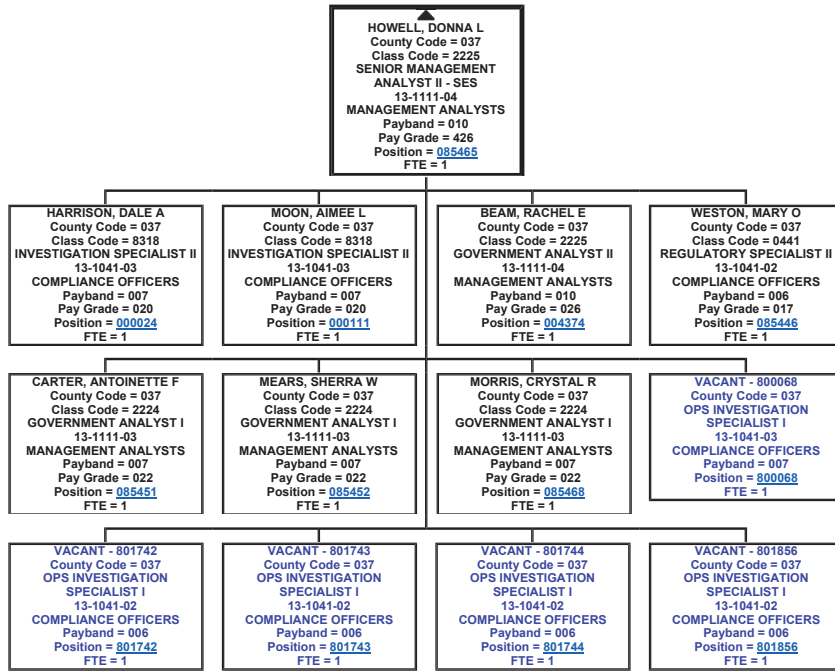 HOWELL, DONNA L
County Code = 037
Class Code = 2225
SENIOR MANAGEMENT
ANALYST II - SES
13-1111-04
MANAGEMENT ANALYSTS
Payband = 010
Pay Grade = 426
Position = 085465
FTE = 1
HARRISON, DALE A
County Code = 037
Class Code = 8318
INVESTIGATION SPECIALIST II
13-1041-03
COMPLIANCE OFFICERS
Payband = 007
Pay Grade = 020
Position = 000024
FTE = 1
MOON, AIMEE L
County Code = 037
Class Code = 8318
INVESTIGATION SPECIALIST II
13-1041-03
COMPLIANCE OFFICERS
Payband = 007
Pay Grade = 020
Position = 000111
FTE = 1
BEAM, RACHEL E
County Code = 037
Class Code = 2225
GOVERNMENT ANALYST II
13-1111-04
MANAGEMENT ANALYSTS
Payband = 010
Pay Grade = 026
Position = 004374
FTE = 1
WESTON, MARY O
County Code = 037
Class Code = 0441
REGULATORY SPECIALIST II
13-1041-02
COMPLIANCE OFFICERS
Payband = 006
Pay Grade = 017
Position = 085446
FTE = 1
CARTER, ANTOINETTE F
County Code = 037
Class Code = 2224
GOVERNMENT ANALYST I
13-1111-03
MANAGEMENT ANALYSTS
Payband = 007
Pay Grade = 022
Position = 085451
FTE = 1
MEARS, SHERRA W
County Code = 037
Class Code = 2224
GOVERNMENT ANALYST I
13-1111-03
MANAGEMENT ANALYSTS
Payband = 007
Pay Grade = 022
Position = 085452
FTE = 1
MORRIS, CRYSTAL R
County Code = 037
Class Code = 2224
GOVERNMENT ANALYST I
13-1111-03
MANAGEMENT ANALYSTS
Payband = 007
Pay Grade = 022
Position = 085468
FTE = 1
VACANT - 800068
County Code = 037
OPS INVESTIGATION
SPECIALIST I
13-1041-03
COMPLIANCE OFFICERS
Payband = 007
Position = 800068
FTE = 1
VACANT - 801742
County Code = 037
OPS INVESTIGATION
SPECIALIST I
13-1041-02
COMPLIANCE OFFICERS
Payband = 006
Position = 801742
FTE = 1
VACANT - 801743
County Code = 037
OPS INVESTIGATION
SPECIALIST I
13-1041-02
COMPLIANCE OFFICERS
Payband = 006
Position = 801743
FTE = 1
VACANT - 801744
County Code = 037
OPS INVESTIGATION
SPECIALIST I
13-1041-02
COMPLIANCE OFFICERS
Payband = 006
Position = 801744
FTE = 1
VACANT - 801856
County Code = 037
OPS INVESTIGATION
SPECIALIST I
13-1041-02
COMPLIANCE OFFICERS
Payband = 006
Position = 801856
FTE = 1